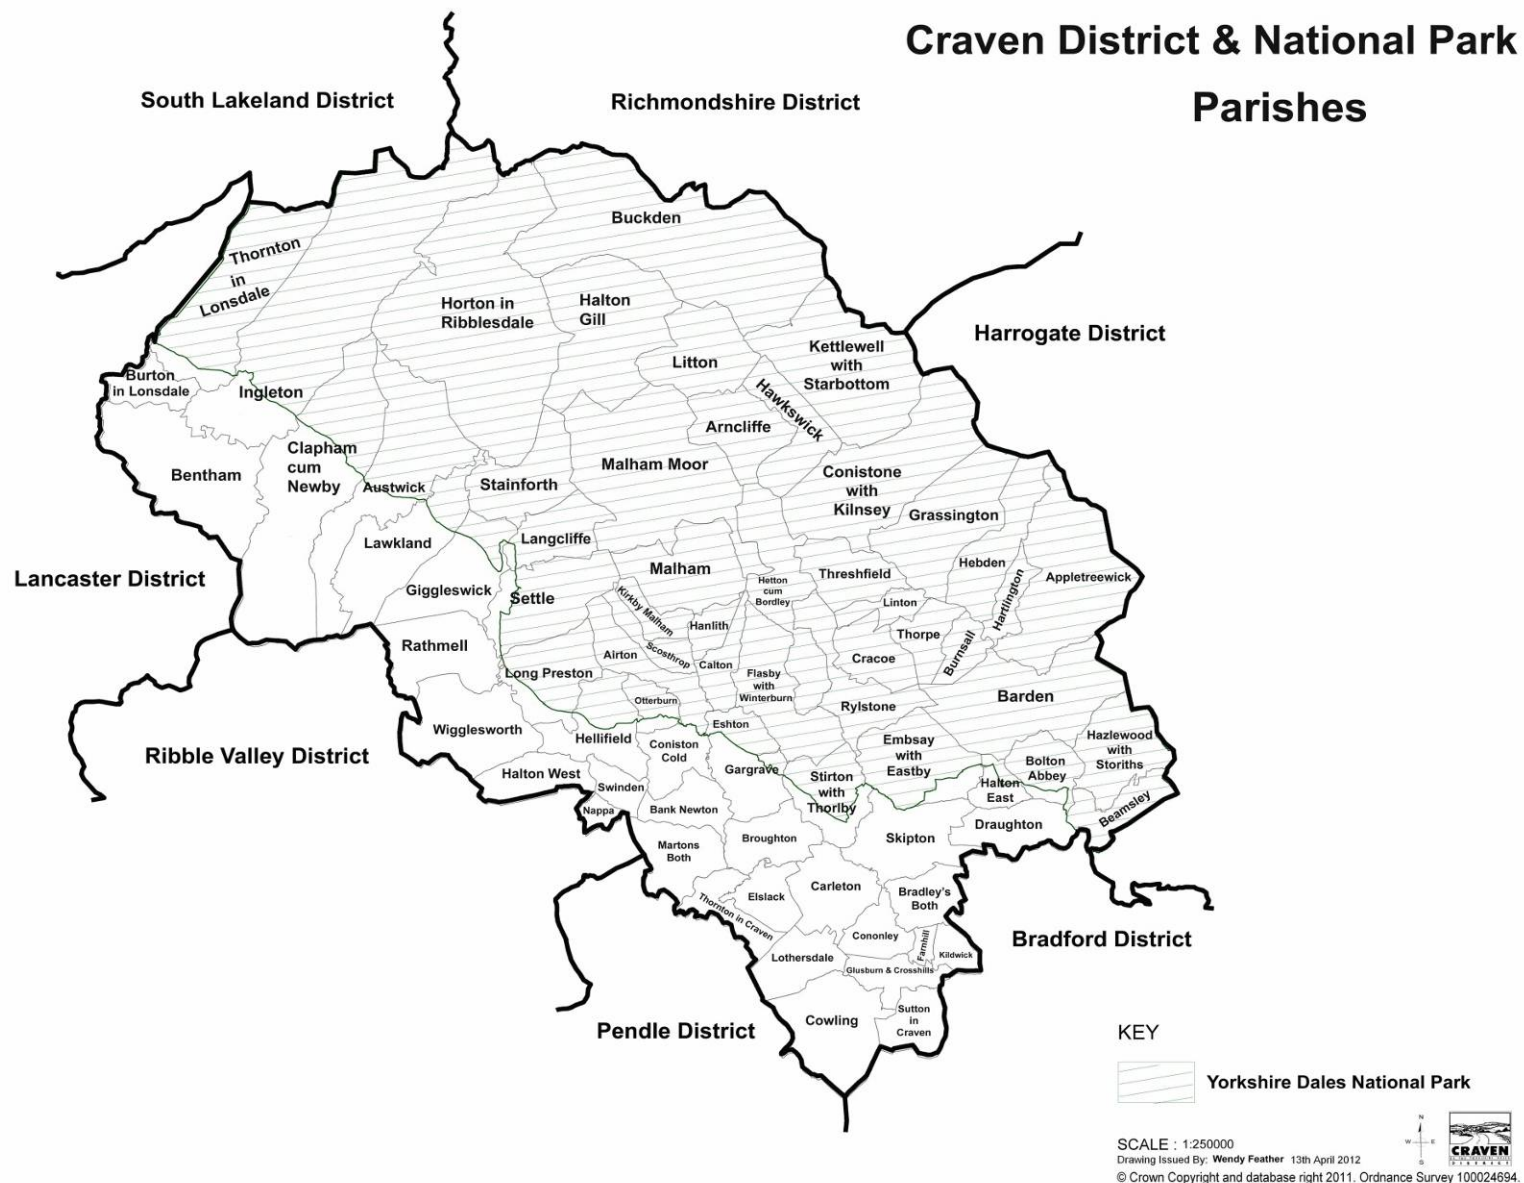 Craven District & National Park
Parishes
South Lakeland District
Richmondshire District
Harrogate District
Lancaster District
Ribble Valley District
Pendle District
Bradford District
Buckden
Thornton
in
Lonsdale
Horton in
Ribblesdale
Halton
Gill
Litton
Kettlewell
with
Starbottom
Burton
in Lonsdale
Ingleton
Hawkswick
Arncliffe
Clapham
cum
Newby
Bentham
Austwick
Stainforth
Malham Moor
Conistone
with
Kilnsey
Grassington
Lawkland
Langcliffe
Giggleswick
Settle
Malham
Hetton
cum
Bordley
Threshfield
Hebden
Hartlington
Appletreewick
Linton
Kirkby Malham
Hanlith
Thorpe
Burnsall
Rathmell
Airton
Scosthrop
Calton
Cracoe
Long Preston
Flasby
with
Winterburn
Otterburn
Rylstone
Barden
Wigglesworth
Hellifield
Eshton
Coniston
Cold
Embsay
with
Eastby
Hazlewood
with
Storiths
Bolton
Abbey
Gargrave
Stirton
with
Thorlby
Halton
East
Halton West
Swinden
Nappa
Bank Newton
Beamsley
Draughton
Broughton
Skipton
Martons
Both
Carleton
Bradley's
Both
Elslack
Thornton in Craven
Cononley
Farnhill
Kildwick
Lothersdale
Glusburn & Crosshills
Cowling
Sutton
in
Craven
KEY
Yorkshire Dales National Park
N
W E
S
CRAVEN
DISTRICT
SCALE : 1:250000
Drawing Issued By: Wendy Feather 13th April 2012
© Crown Copyright and database right 2011. Ordnance Survey 100024694.